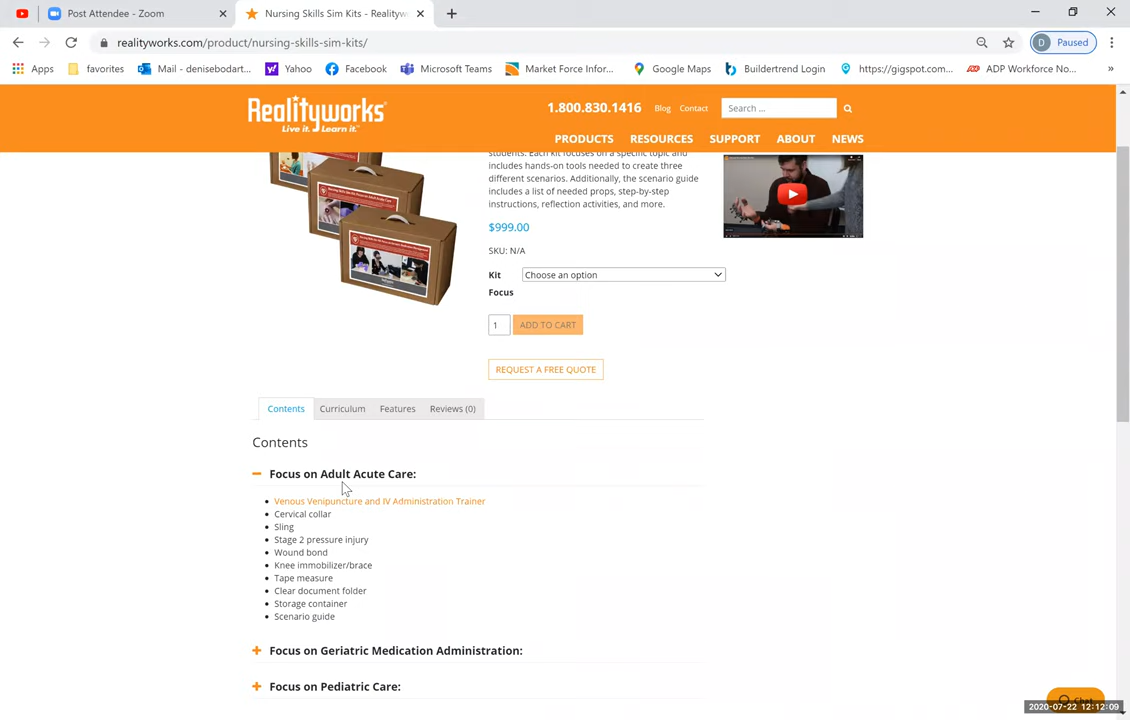 Post Attendee - Zoom
Nursing Skills Sim Kits - Realityw
realityworks.com/product/nursing-skills-sim-kits/
D Paused
Apps favorites Mail - denisebodart... Yahoo Facebook Microsoft Teams Market Force Infor... Google Maps Buildertrend Login https://gigspot.com... ADP Workforce No... »
Realityworks
Live it. Learn it.
1.800.830.1416 Blog Contact Search ...
PRODUCTS RESOURCES SUPPORT ABOUT NEWS
students. Each kit focuses on a specific topic and
includes hands-on tools needed to create three
different scenarios. Additionally, the scenario guide
includes a list of needed props, step-by-step
instructions, reflection activities, and more.
$999.00
SKU: N/A
Kit Choose an option
Focus
1 ADD TO CART
REQUEST A FREE QUOTE
Contents Curriculum Features Reviews (0)
Contents
Focus on Adult Acute Care:
Venous Venipuncture and IV Administration Trainer
Cervical collar
Sling
Stage 2 pressure injury
Wound bond
Knee immobilizer/brace
Tape measure
Clear document folder
Storage container
Scenario guide
Focus on Geriatric Medication Administration:
Focus on Pediatric Care:
Chat
2020-07-22 12:12:09